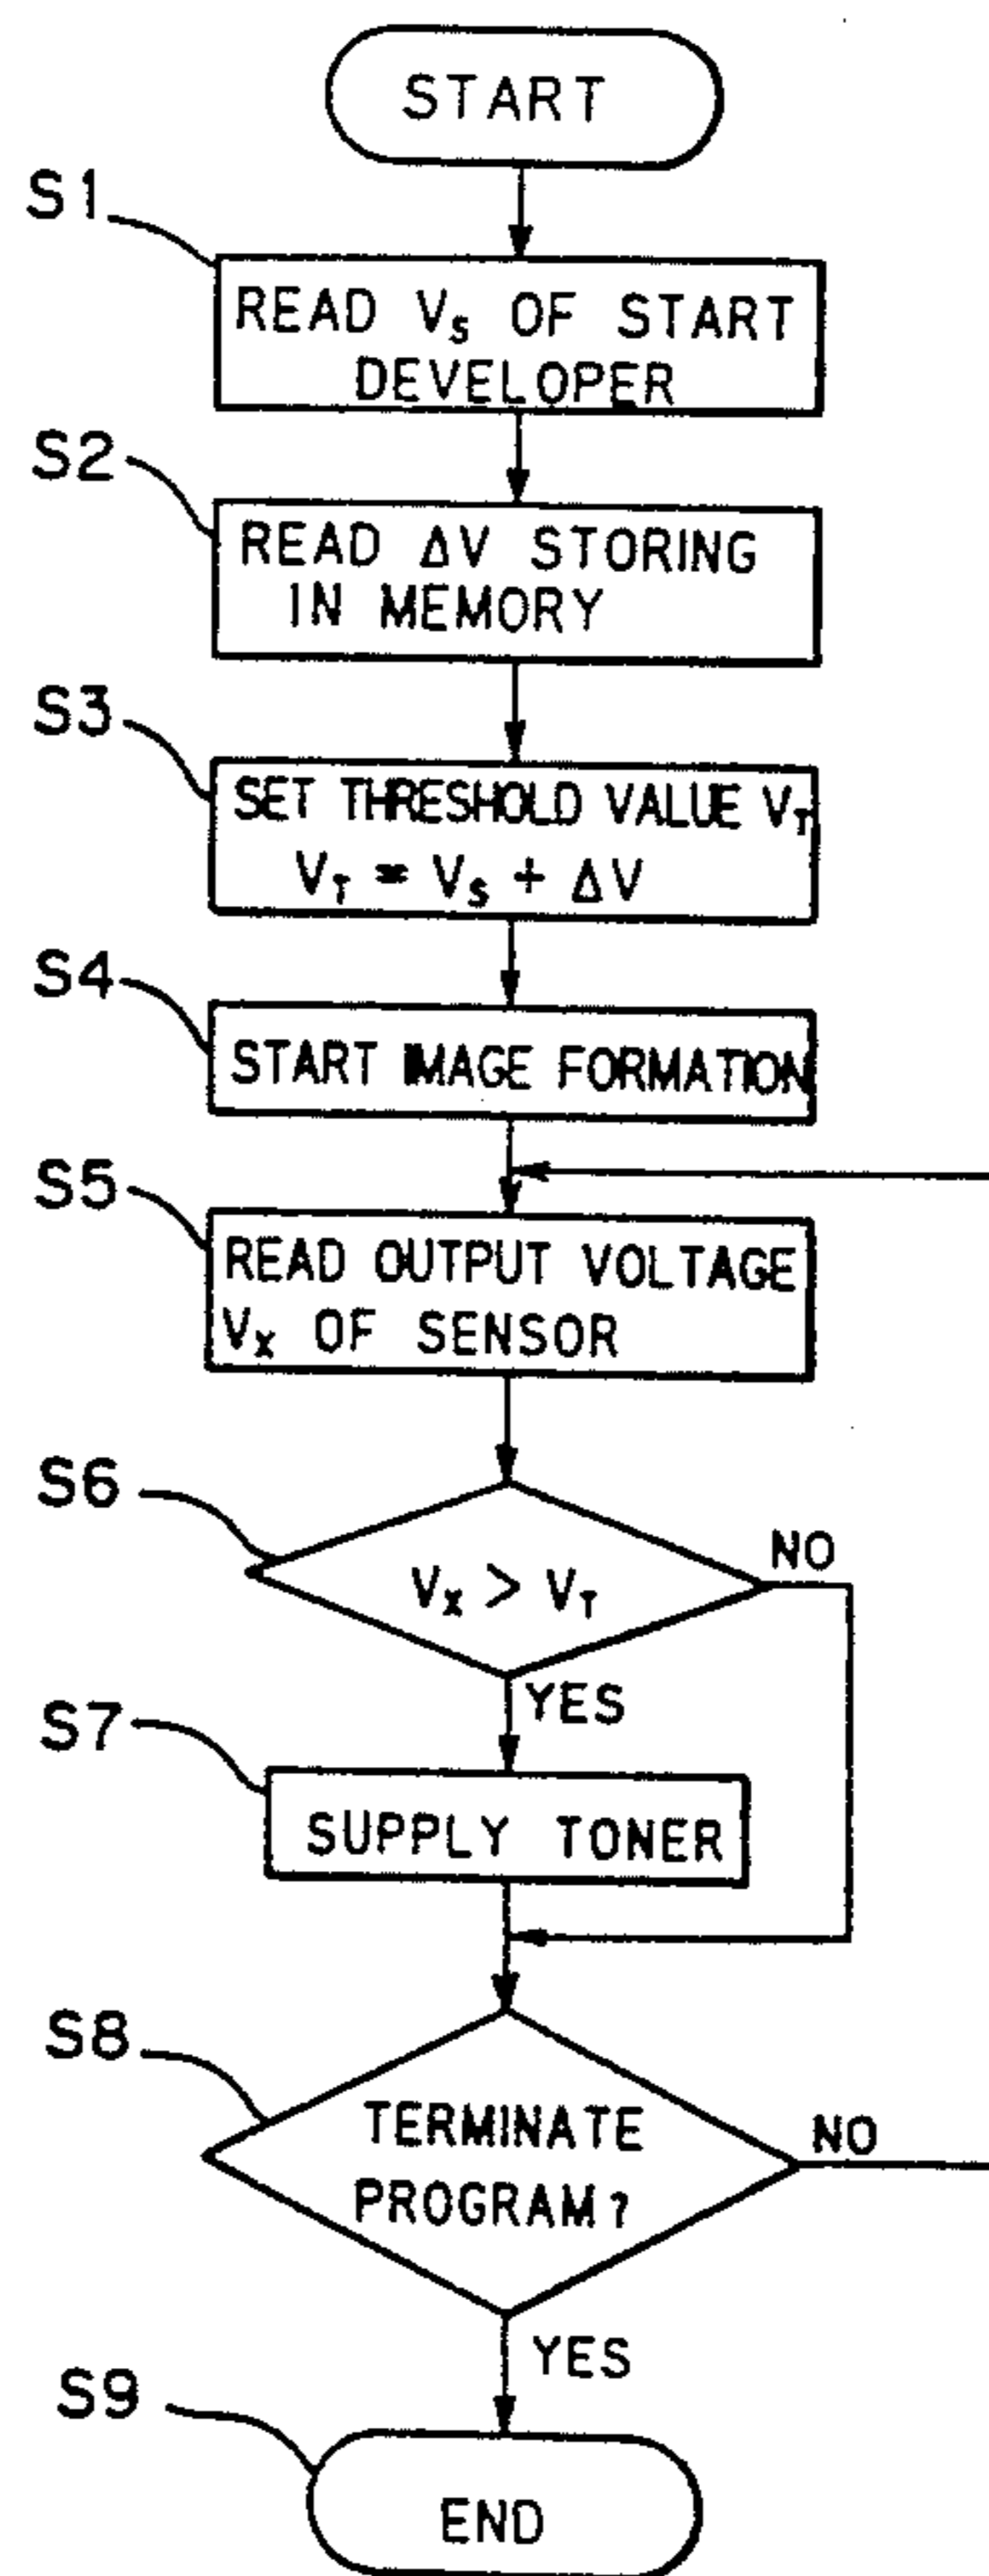 START
S1
READ Vs OF START
DEVELOPER
S2
READ ΔV STORING
IN MEMORY
S3
SET THRESHOLD VALUE VT
VT = Vs + ΔV
S4
START IMAGE FORMATION
S5
READ OUTPUT VOLTAGE
Vx OF SENSOR
S6
Vx > VT
NO
YES
S7
SUPPLY TONER
S8
TERMINATE
PROGRAM?
NO
YES
S9
END